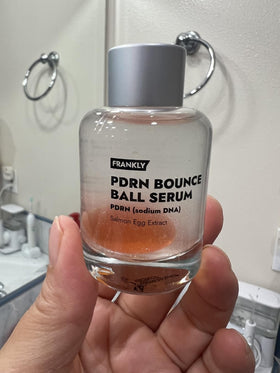 FRANKLY
PDRN BOUNCE
BALL SERUM
PDRN (sodium DNA)
Salmon Egg Extract